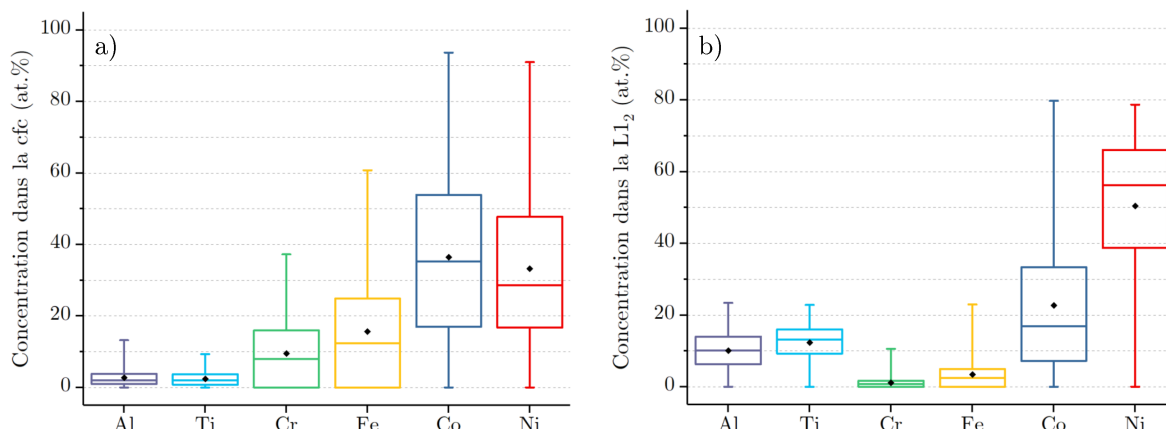 a)
Concentration dans la cfc (at.%)
100
80
60
40
20
0
Al Ti Cr Fe Co Ni
b)
Concentration dans la L1₂ (at.%)
100
80
60
40
20
0
Al Ti Cr Fe Co Ni